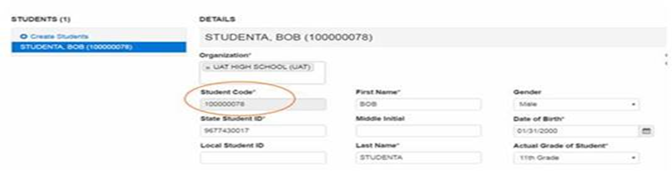 STUDENTS (1)
DETAILS
Create Students
STUDENTA, BOB (100000078)
STUDENTA, BOB (100000078)
Organization*
UAT HIGH SCHOOL (UAT)
Student Code*
First Name*
Gender
100000078
BOB
Male
State Student ID*
Middle Initial
Date of Birth*
9677430017
01/31/2000
Local Student ID
Last Name*
Actual Grade of Student*
STUDENTA
11th Grade